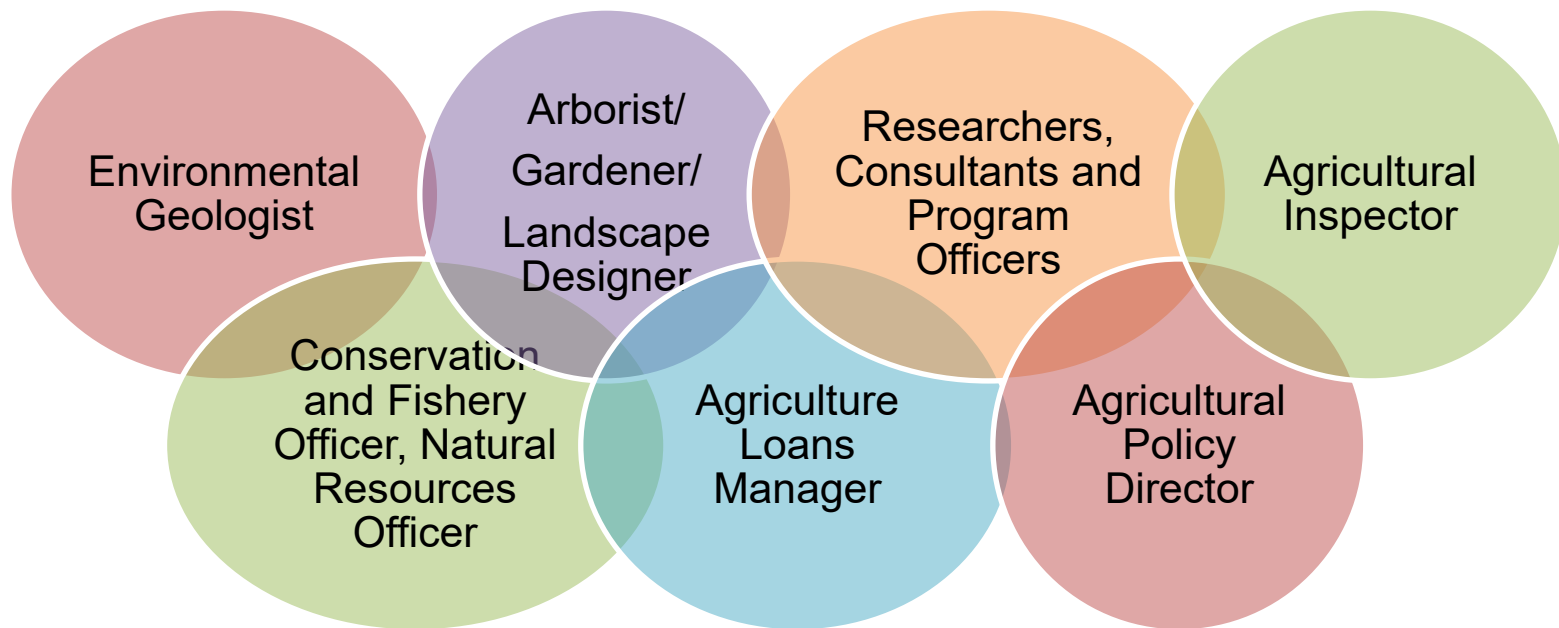 Environmental
Geologist
Arborist/
Gardener/
Landscape
Designer
Researchers,
Consultants and
Program
Officers
Agricultural
Inspector
Conservation
and Fishery
Officer, Natural
Resources
Officer
Agriculture
Loans
Manager
Agricultural
Policy
Director